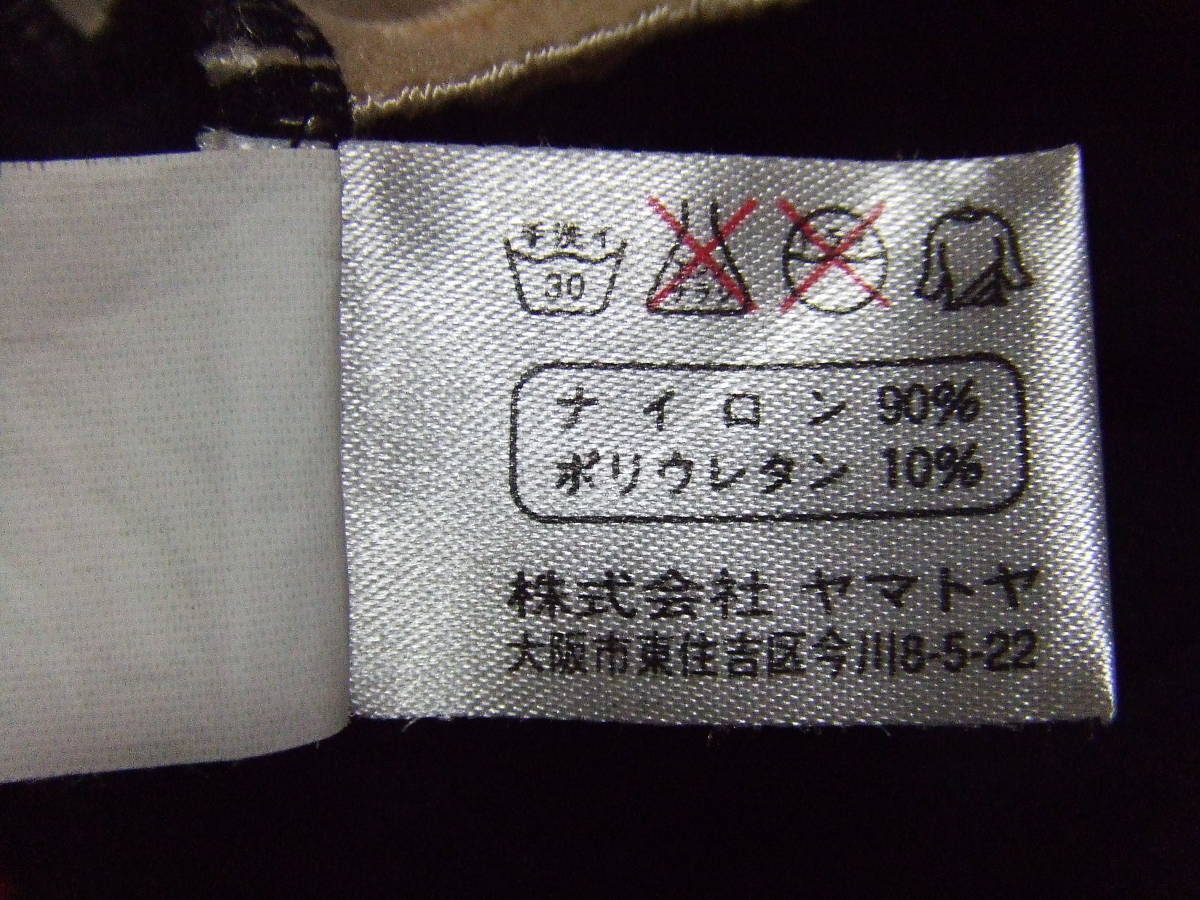 手洗イ
30
ナイロン 90%
ポリウレタン 10%
株式会社 ヤマトヤ
大阪市東住吉区今川8-5-22